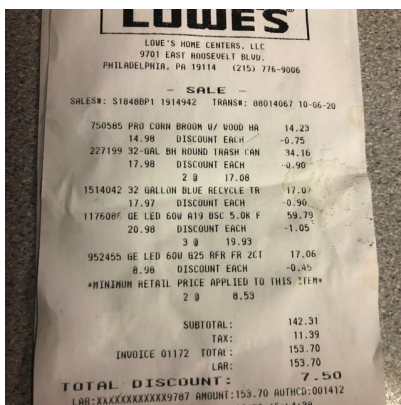 LOWE'S
LOWE'S HOME CENTERS, LLC
9701 EAST ROOSEVELT BLVD.
PHILADELPHIA, PA 19114 (215) 776-9006
- SALE -
SALES#: S1848BP1 1914942 TRANS#: 88014067 10-06-20
750585 PRO CORN BROOM W/ WOOD HA 14.23
14.98 DISCOUNT EACH -0.75
227199 32-GAL BH ROUND TRASH CAN 34.16
17.98 DISCOUNT EACH -0.90
2 @ 17.08
1514042 32 GALLON BLUE RECYCLE TR 17.07
17.97 DISCOUNT EACH -0.90
1176086 GE LED 60W A19 BSC 5.0K F 59.79
20.98 DISCOUNT EACH -1.05
3 @ 19.93
952455 GE LED 60W G25 RFR FR 2CT 17.06
8.98 DISCOUNT EACH -0.45
*MINIMUM RETAIL PRICE APPLIED TO THIS ITEM*
2 @ 8.53
SUBTOTAL: 142.31
TAX: 11.39
INVOICE 01172 TOTAL: 153.70
LAR: 153.70
TOTAL DISCOUNT: 7.50
LAR:XXXXXXXXXXXX9787 AMOUNT:153.70 AUTHCD:001412